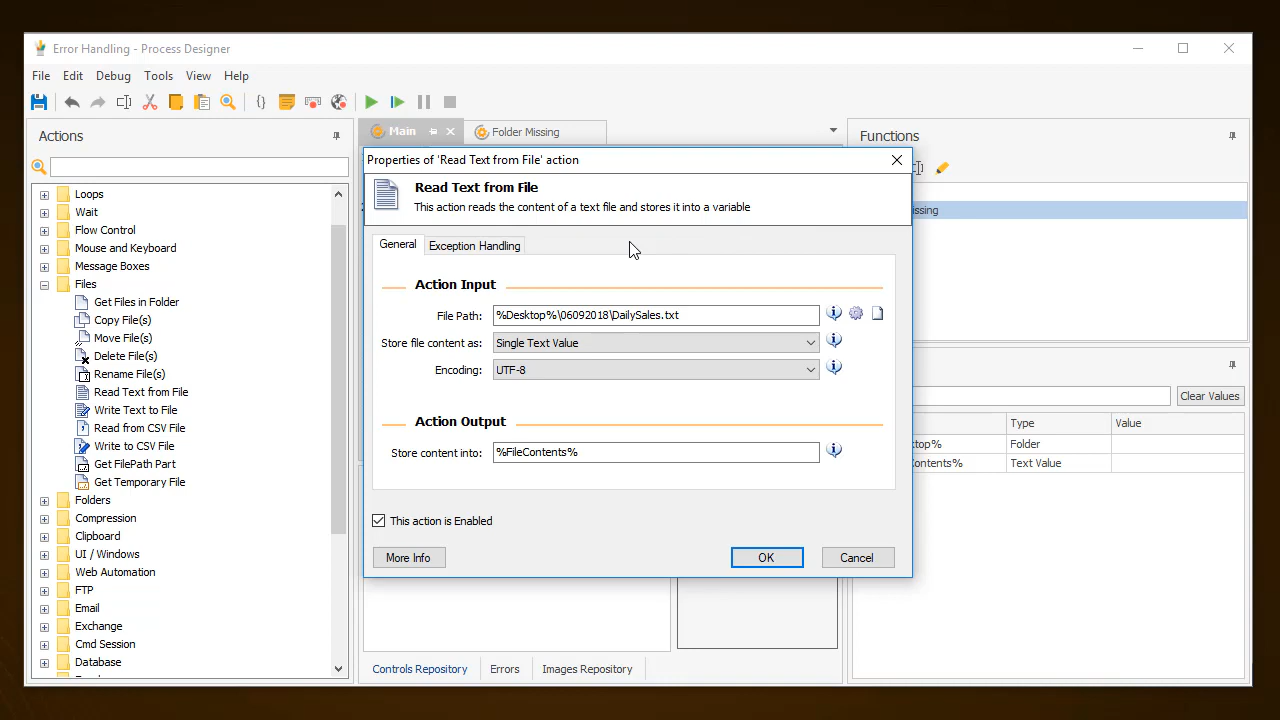 Error Handling - Process Designer
File Edit Debug Tools View Help
Actions
Main
Folder Missing
Functions
Loops
Wait
Flow Control
Mouse and Keyboard
Message Boxes
Files
Get Files in Folder
Copy File(s)
Move File(s)
Delete File(s)
Rename File(s)
Read Text from File
Write Text to File
Read from CSV File
Write to CSV File
Get FilePath Part
Get Temporary File
Folders
Compression
Clipboard
UI / Windows
Web Automation
FTP
Email
Exchange
Cmd Session
Database
Properties of 'Read Text from File' action
Read Text from File
This action reads the content of a text file and stores it into a variable
General Exception Handling
Action Input
File Path: %Desktop%\06092018\DailySales.txt
Store file content as: Single Text Value
Encoding: UTF-8
Action Output
Store content into: %FileContents%
This action is Enabled
More Info OK Cancel
Controls Repository Errors Images Repository
issing
Clear Values
Type Value
ktop% Folder
Contents% Text Value